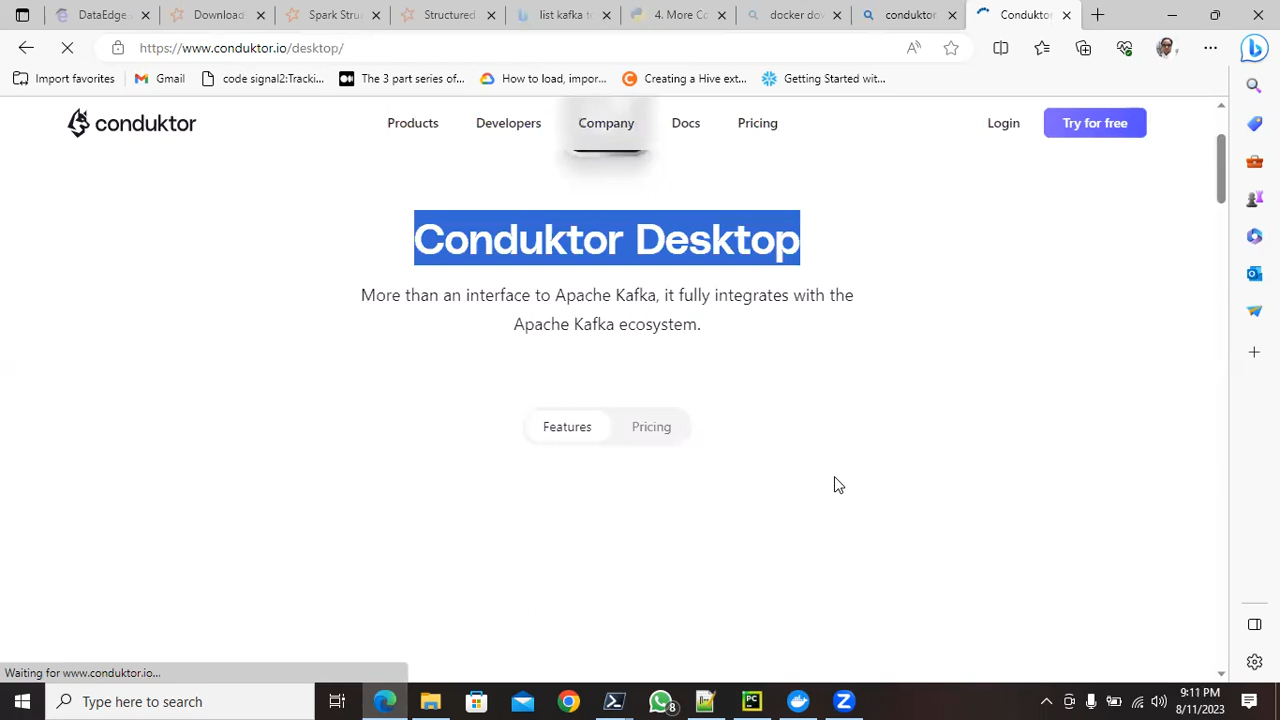 DataEdge
Download
Spark Stru
Structured
list kafka t
4. More Co
docker dow
conduktor
Condukto
https://www.conduktor.io/desktop/
Import favorites
Gmail
code signal2:Tracki...
The 3 part series of...
How to load, impor...
Creating a Hive ext...
Getting Started wit...
conduktor
Products
Developers
Company
Docs
Pricing
Login
Try for free
Conduktor Desktop
More than an interface to Apache Kafka, it fully integrates with the
Apache Kafka ecosystem.
Features
Pricing
Waiting for www.conduktor.io...
Type here to search
8
9:11 PM
8/11/2023